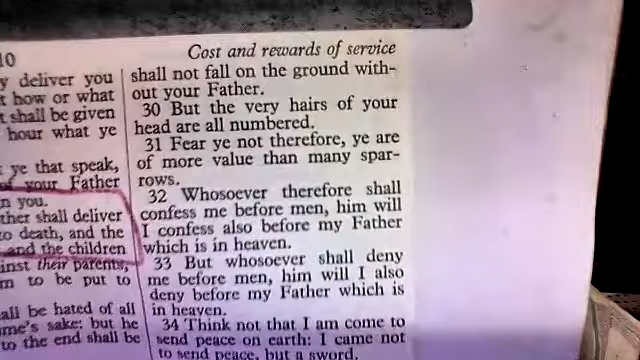 10
Cost and rewards of service
y deliver you
t how or what
t shall be given
hour what ye
ye that speak,
of your Father
n you.
ther shall deliver
to death, and the
and the children
inst their parents,
m to be put to
all be hated of all
me's sake: but he
to the end shall be
shall not fall on the ground with-
out your Father.
30 But the very hairs of your
head are all numbered.
31 Fear ye not therefore, ye are
of more value than many spar-
rows.
32 Whosoever therefore shall
confess me before men, him will
I confess also before my Father
which is in heaven.
33 But whosoever shall deny
me before men, him will I also
deny before my Father which is
in heaven.
34 Think not that I am come to
send peace on earth: I came not
to send peace, but a sword.